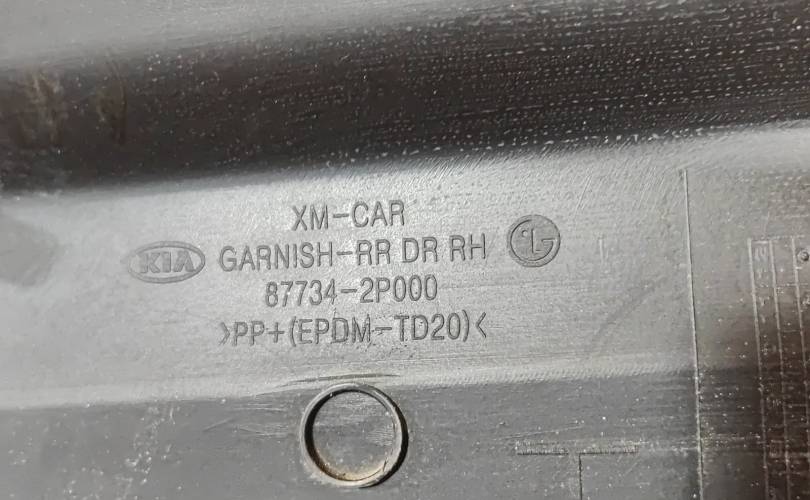 XM-CAR
KIA GARNISH-RR DR RH LG
87734-2P000
>PP+(EPDM-TD20)<